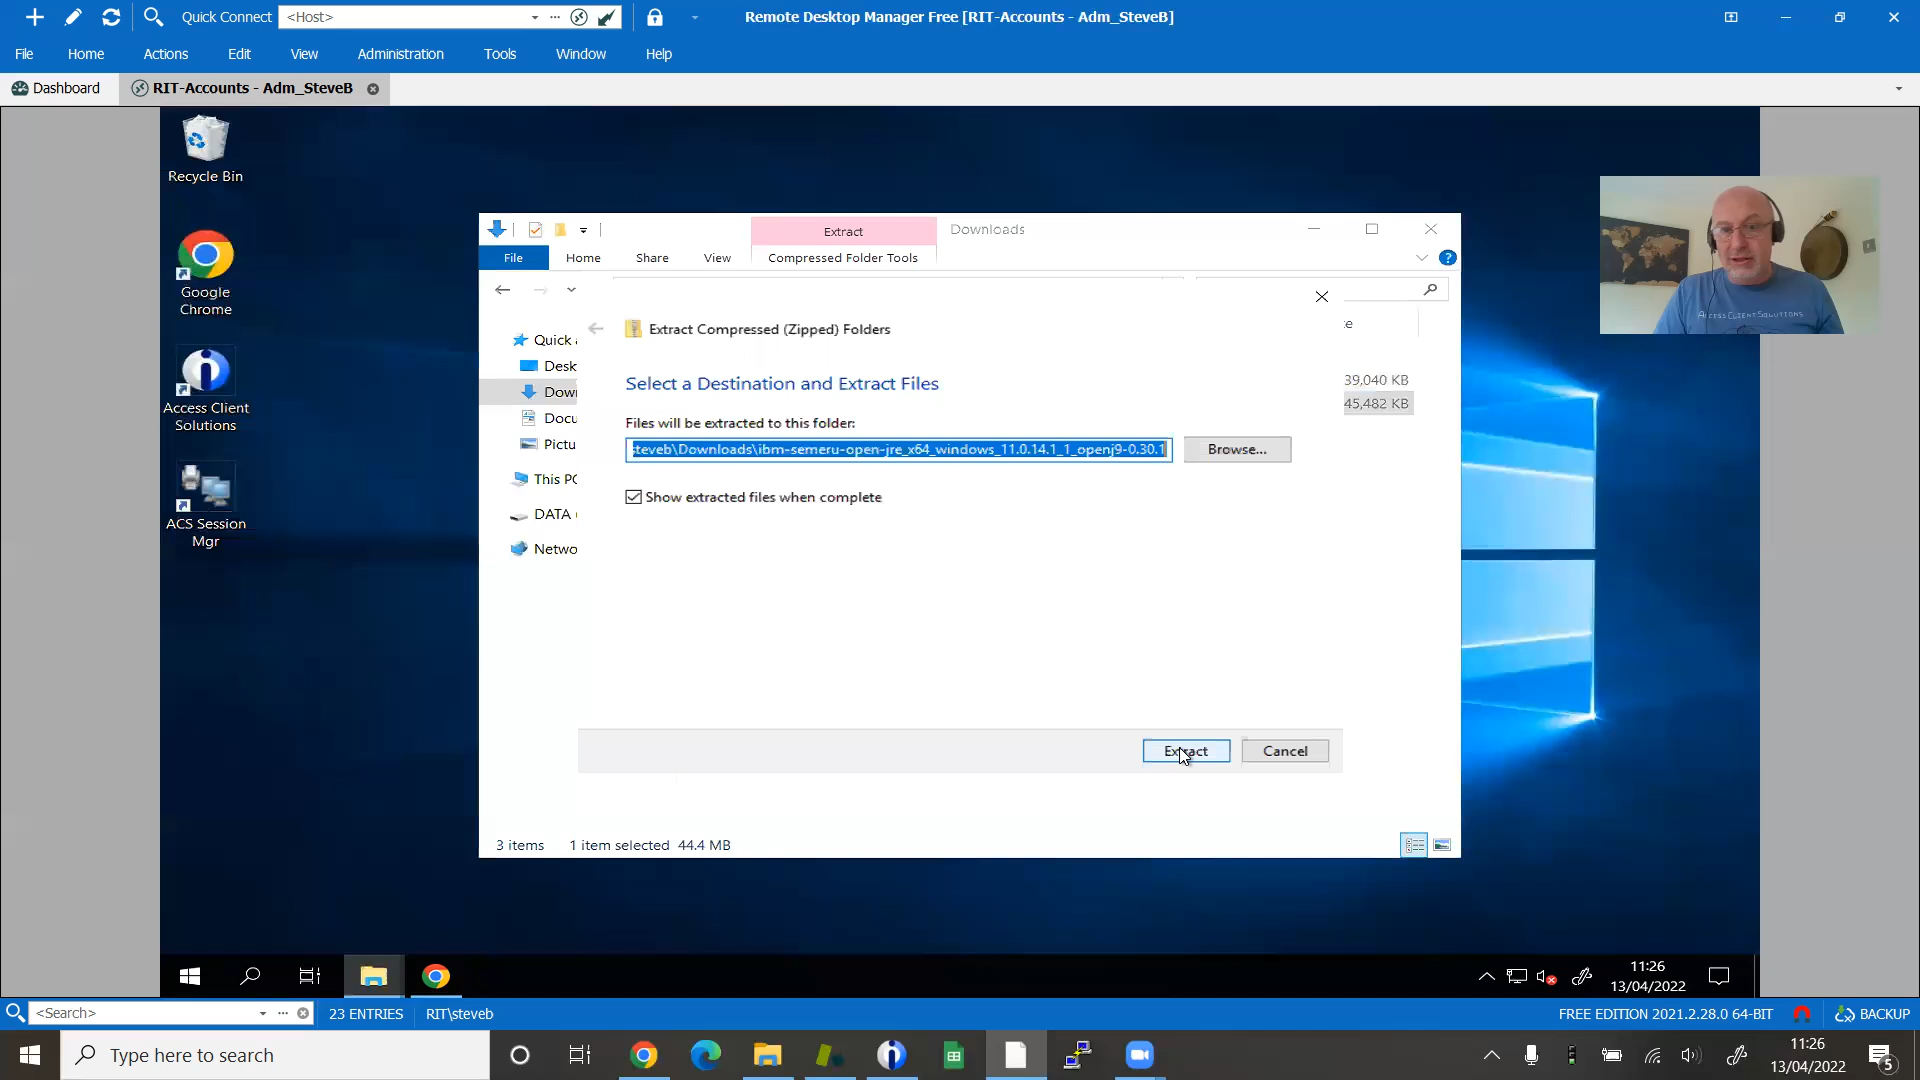 Quick Connect
<Host>
Remote Desktop Manager Free [RIT-Accounts - Adm_SteveB]
File
Home
Actions
Edit
View
Administration
Tools
Window
Help
Dashboard
RIT-Accounts - Adm_SteveB
Recycle Bin
Google
Chrome
Access Client
Solutions
ACS Session
Mgr
Extract
Downloads
File
Home
Share
View
Compressed Folder Tools
Extract Compressed (Zipped) Folders
Select a Destination and Extract Files
Files will be extracted to this folder:
steveb\Downloads\ibm-semeru-open-jre_x64_windows_11.0.14.1_1_openj9-0.30.1
Browse...
Show extracted files when complete
Quick
Desk
Down
Docu
Pictu
This PC
DATA
Netwo
39,040 KB
45,482 KB
Extract
Cancel
3 items
1 item selected 44.4 MB
ACCESS CLIENT SOLUTIONS
11:26
13/04/2022
<Search>
23 ENTRIES
RIT\steveb
FREE EDITION 2021.2.28.0 64-BIT
BACKUP
Type here to search
11:26
13/04/2022
5